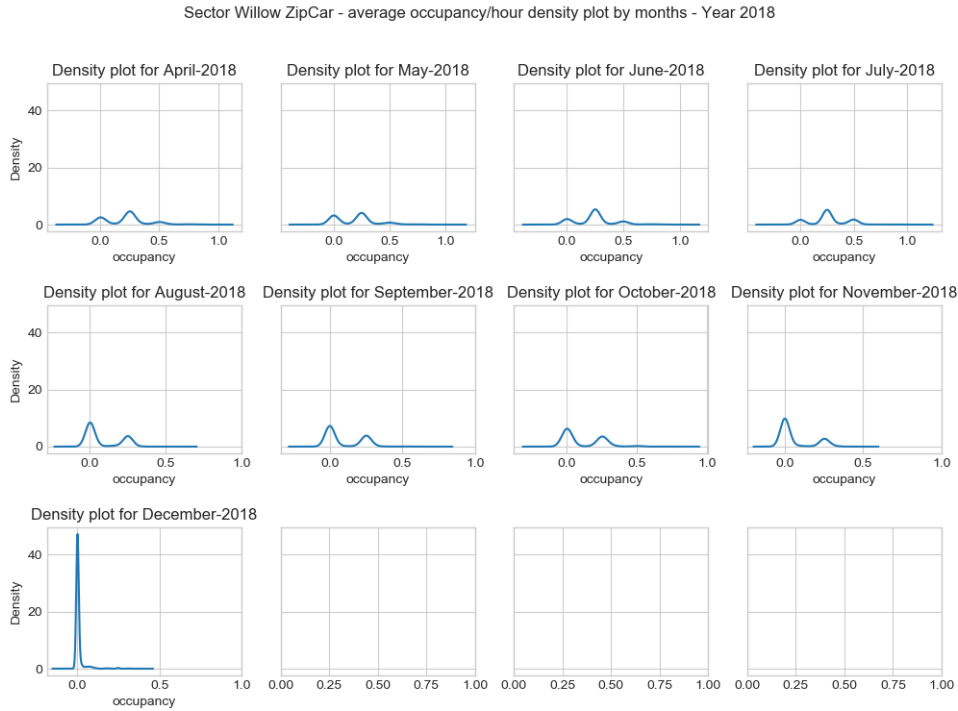 Sector Willow ZipCar - average occupancy/hour density plot by months - Year 2018
Density plot for April-2018
Density plot for May-2018
Density plot for June-2018
Density plot for July-2018
40
20
0
Density
0.0 0.5 1.0
0.0 0.5 1.0
0.0 0.5 1.0
0.0 0.5 1.0
occupancy
occupancy
occupancy
occupancy
Density plot for August-2018
Density plot for September-2018
Density plot for October-2018
Density plot for November-2018
40
20
0
Density
0.0 0.5 1.0
0.0 0.5 1.0
0.0 0.5 1.0
0.0 0.5 1.0
occupancy
occupancy
occupancy
occupancy
Density plot for December-2018
40
20
0
Density
0.0 0.5 1.0
occupancy
0.00 0.25 0.50 0.75 1.00
0.00 0.25 0.50 0.75 1.00
0.00 0.25 0.50 0.75 1.00